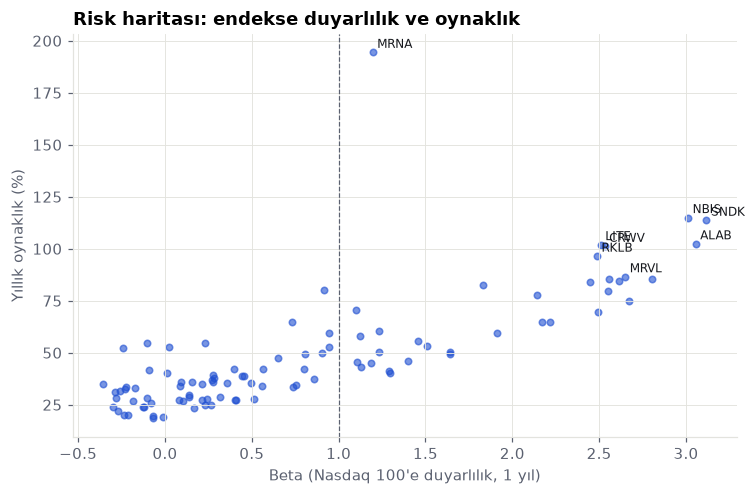 Risk haritası: endekse duyarlılık ve oynaklık
Yıllık oynaklık (%)
200
175
150
125
100
75
50
25
MRNA
NBIS
SNDK
ALAB
LITE
CRWV
RKLB
MRVL
−0.5
0.0
0.5
1.0
1.5
2.0
2.5
3.0
Beta (Nasdaq 100'e duyarlılık, 1 yıl)